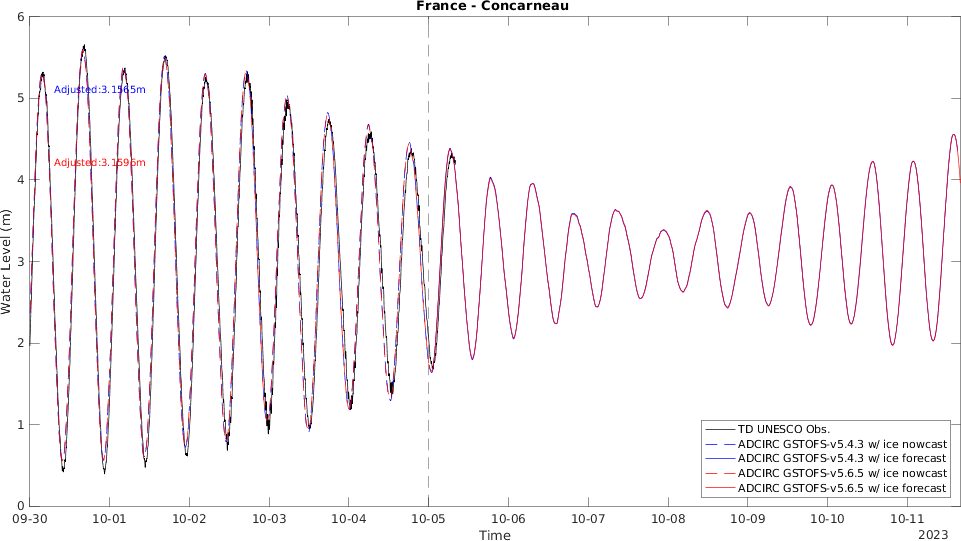 France - Concarneau
6
5
4
3
2
1
0
Water Level (m)
Adjusted:3.1565m
Adjusted:3.1596m
TD UNESCO Obs.
ADCIRC GSTOFS-v5.4.3 w/ ice nowcast
ADCIRC GSTOFS-v5.4.3 w/ ice forecast
ADCIRC GSTOFS-v5.6.5 w/ ice nowcast
ADCIRC GSTOFS-v5.6.5 w/ ice forecast
09-30 10-01 10-02 10-03 10-04 10-05 10-06 10-07 10-08 10-09 10-10 10-11
Time
2023